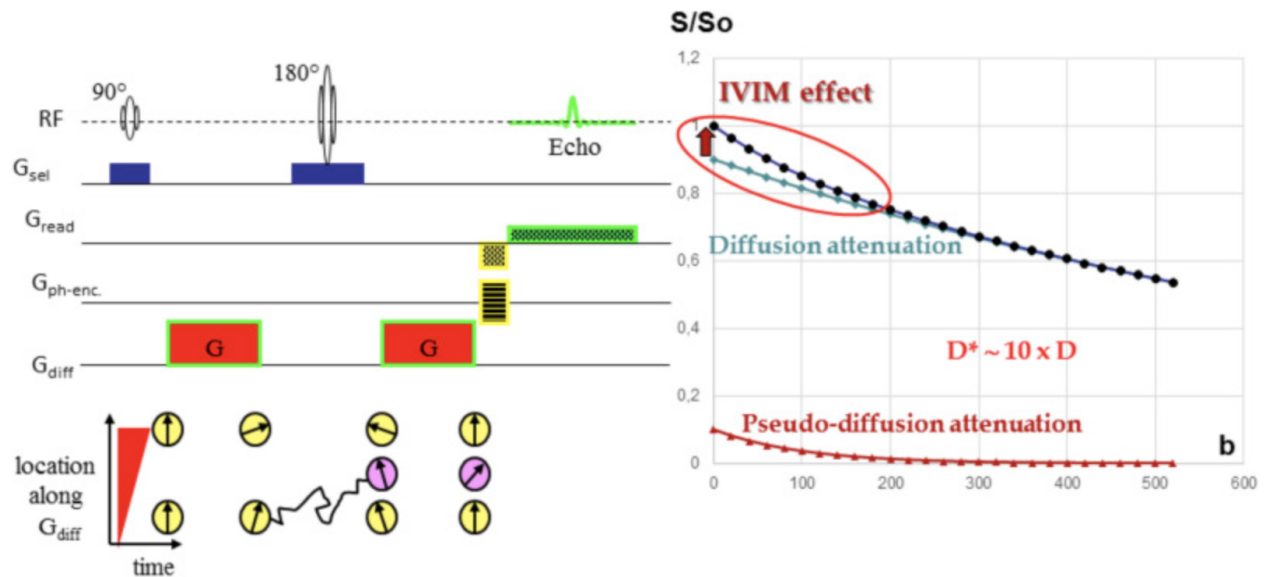 90°
180°
RF
Echo
Gsel
Gread
Gph-enc.
G
G
Gdiff
location
along
Gdiff
time
S/So
1,2
IVIM effect
1
0,8
Diffusion attenuation
0,6
0,4
D* ~ 10 x D
0,2
Pseudo-diffusion attenuation
b
0
0 100 200 300 400 500 600